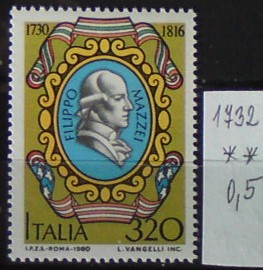 1730 1816
FILIPPO MAZZEI
ITALIA 320
I.P.Z.S.-ROMA-1980 L. VANGELLI INC.
1732
**
0,5